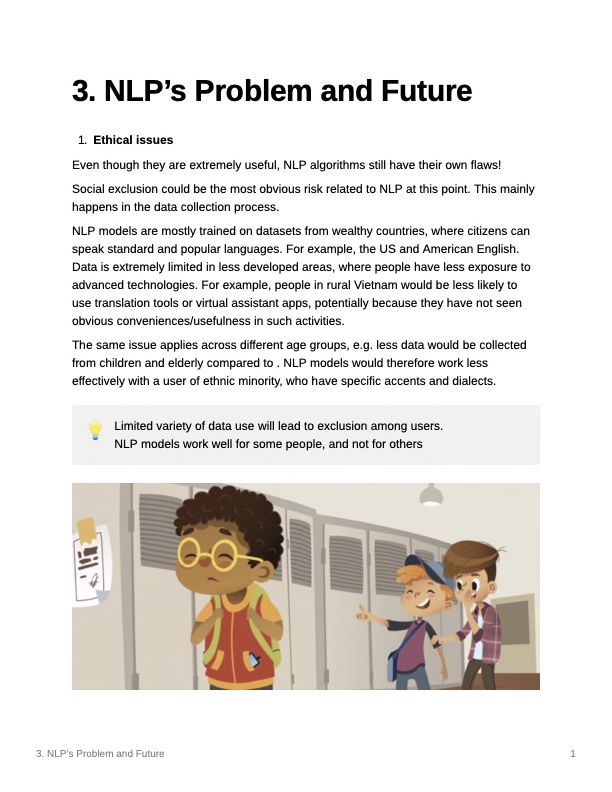 3. NLP’s Problem and Future
1. Ethical issues
Even though they are extremely useful, NLP algorithms still have their own flaws!
Social exclusion could be the most obvious risk related to NLP at this point. This mainly
happens in the data collection process.
NLP models are mostly trained on datasets from wealthy countries, where citizens can
speak standard and popular languages. For example, the US and American English.
Data is extremely limited in less developed areas, where people have less exposure to
advanced technologies. For example, people in rural Vietnam would be less likely to
use translation tools or virtual assistant apps, potentially because they have not seen
obvious conveniences/usefulness in such activities.
The same issue applies across different age groups, e.g. less data would be collected
from children and elderly compared to . NLP models would therefore work less
effectively with a user of ethnic minority, who have specific accents and dialects.
Limited variety of data use will lead to exclusion among users.
NLP models work well for some people, and not for others
3. NLP’s Problem and Future
1